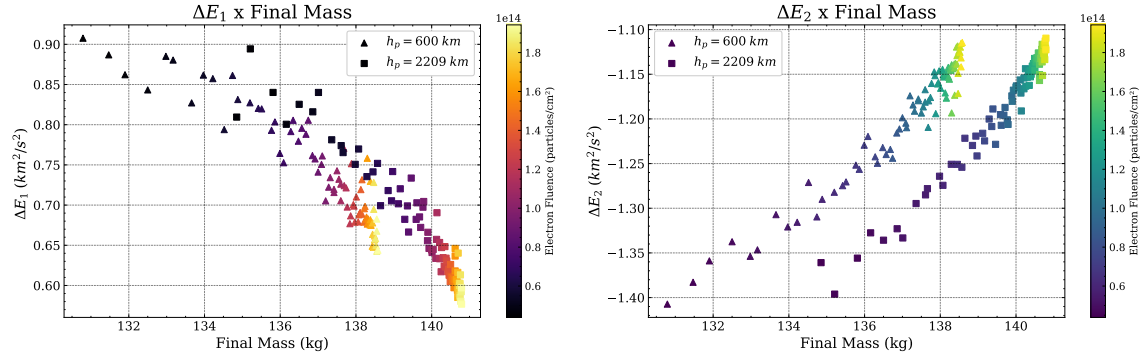 ΔE₁ x Final Mass
1e14
0.90
0.85
0.80
0.75
0.70
0.65
0.60
ΔE₁ (km²/s²)
hₚ = 600 km
hₚ = 2209 km
132
134
136
138
140
Final Mass (kg)
1.8
1.6
1.4
1.2
1.0
0.8
0.6
Electron Fluence (particles/cm²)
ΔE₂ x Final Mass
1e14
−1.10
−1.15
−1.20
−1.25
−1.30
−1.35
−1.40
ΔE₂ (km²/s²)
hₚ = 600 km
hₚ = 2209 km
132
134
136
138
140
Final Mass (kg)
1.8
1.6
1.4
1.2
1.0
0.8
0.6
Electron Fluence (particles/cm²)